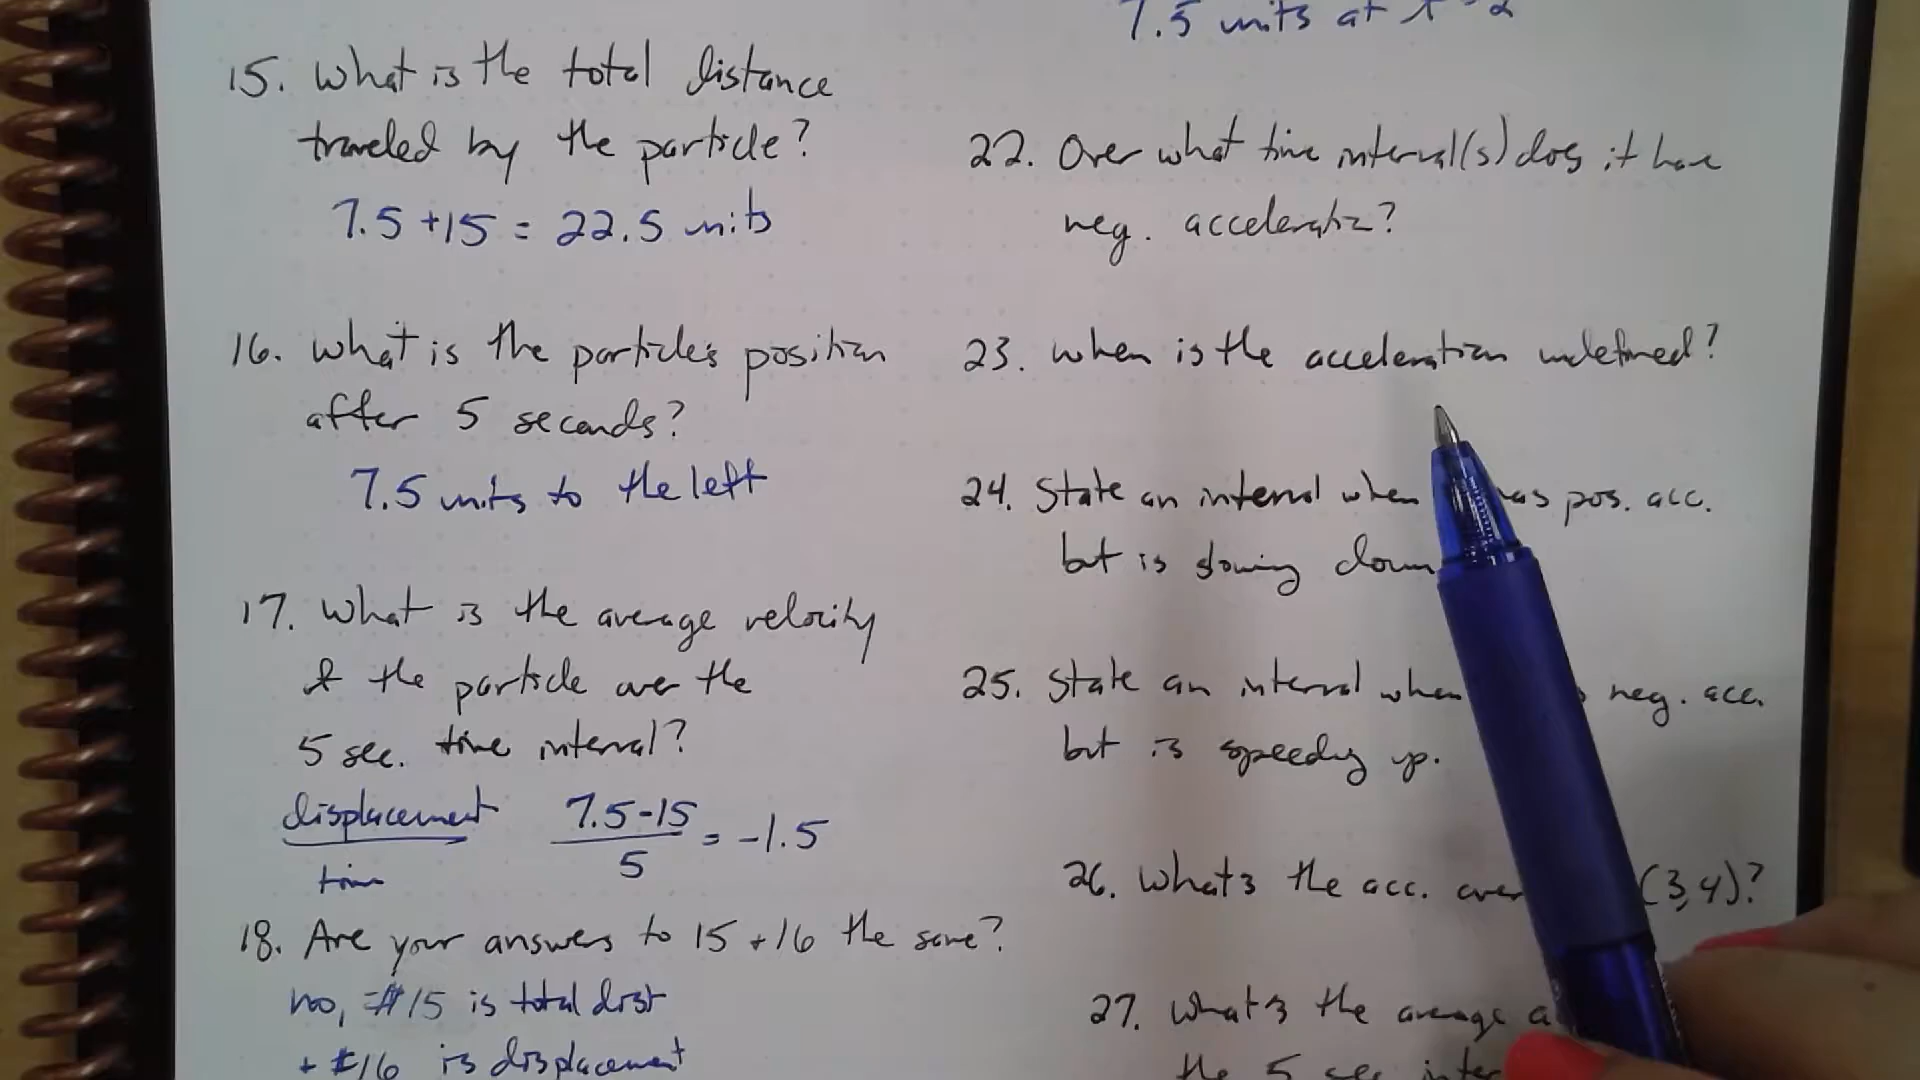 15. What is the total distance
traveled by the particle?
7.5 + 15 = 22.5 units
16. What is the particle's position
after 5 seconds?
7.5 units to the left
17. What is the average velocity
of the particle over the
5 sec. time interval?
displacement
time
7.5-15
5
= -1.5
18. Are your answers to 15 + 16 the same?
no, #15 is total dist
+ #16 is displacement
7.5 units at
22. Over what time interval(s) does it have
neg. acceleration?
23. When is the acceleration undefined?
24. State an interval when has pos. acc.
but is slowing down
25. State an interval when neg. acc.
but is speeding up.
26. What's the acc. over (3,4)?
27. What's the average a
the 5 sec inter